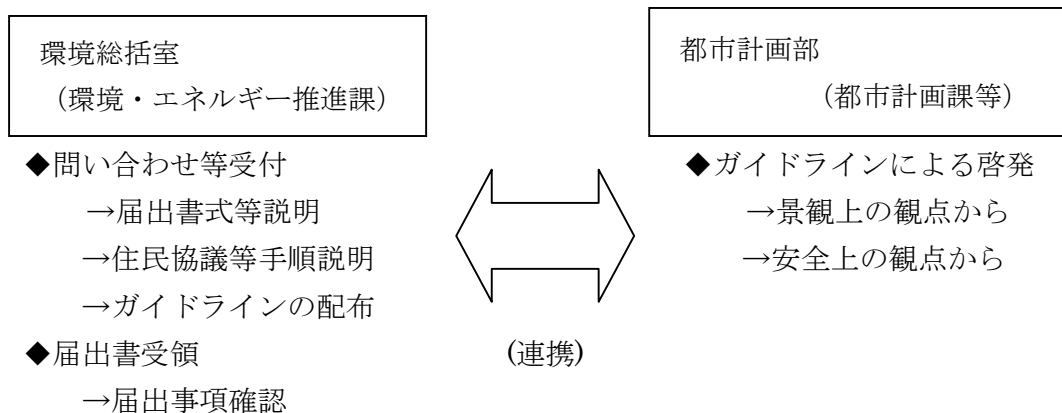 環境総括室
（環境・エネルギー推進課）
◆問い合わせ等受付
→届出書式等説明
→住民協議等手順説明
→ガイドラインの配布
◆届出書受領
→届出事項確認
(連携)
都市計画部
（都市計画課等）
◆ガイドラインによる啓発
→景観上の観点から
→安全上の観点から